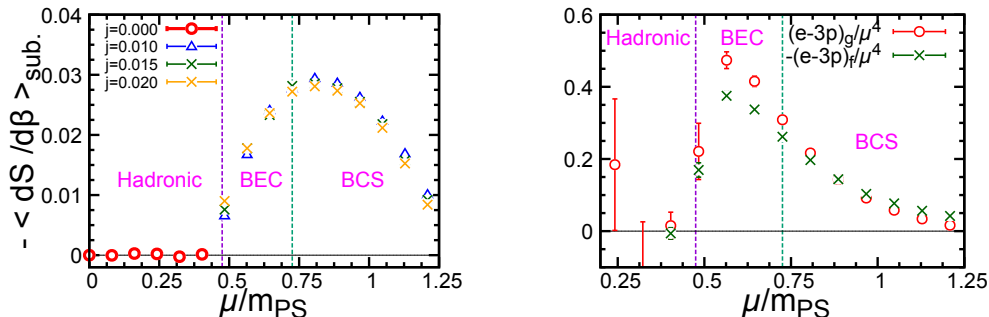 j=0.000
j=0.010
j=0.015
j=0.020
- < dS /dβ > sub.
0.04
0.03
0.02
0.01
0
Hadronic
BEC
BCS
0 0.25 0.5 0.75 1 1.25
μ/mPS
0.6
0.4
0.2
0
Hadronic
BEC
(e-3p)g/μ⁴
-(e-3p)f/μ⁴
BCS
0.25 0.5 0.75 1 1.25
μ/mPS